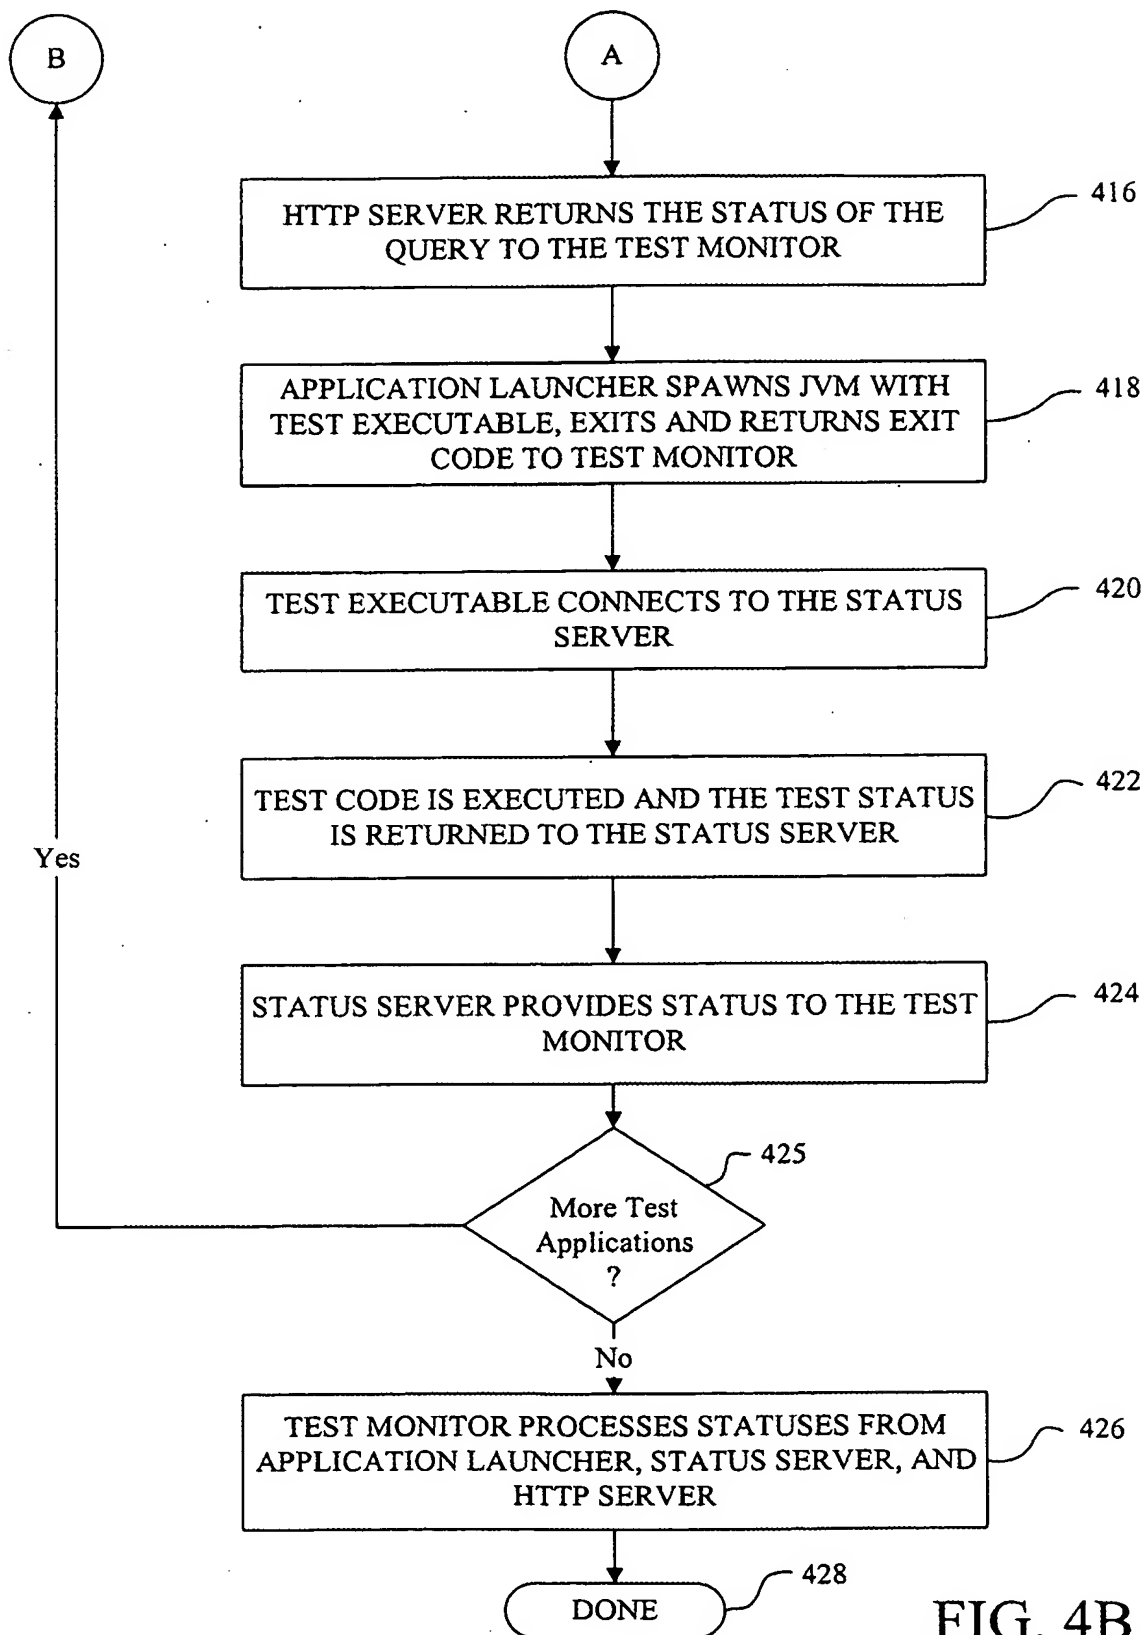 B
A
HTTP SERVER RETURNS THE STATUS OF THE
QUERY TO THE TEST MONITOR
416
APPLICATION LAUNCHER SPAWNS JVM WITH
TEST EXECUTABLE, EXITS AND RETURNS EXIT
CODE TO TEST MONITOR
418
TEST EXECUTABLE CONNECTS TO THE STATUS
SERVER
420
TEST CODE IS EXECUTED AND THE TEST STATUS
IS RETURNED TO THE STATUS SERVER
422
Yes
STATUS SERVER PROVIDES STATUS TO THE TEST
MONITOR
424
425
More Test
Applications
?
No
TEST MONITOR PROCESSES STATUSES FROM
APPLICATION LAUNCHER, STATUS SERVER, AND
HTTP SERVER
426
428
DONE
FIG. 4B